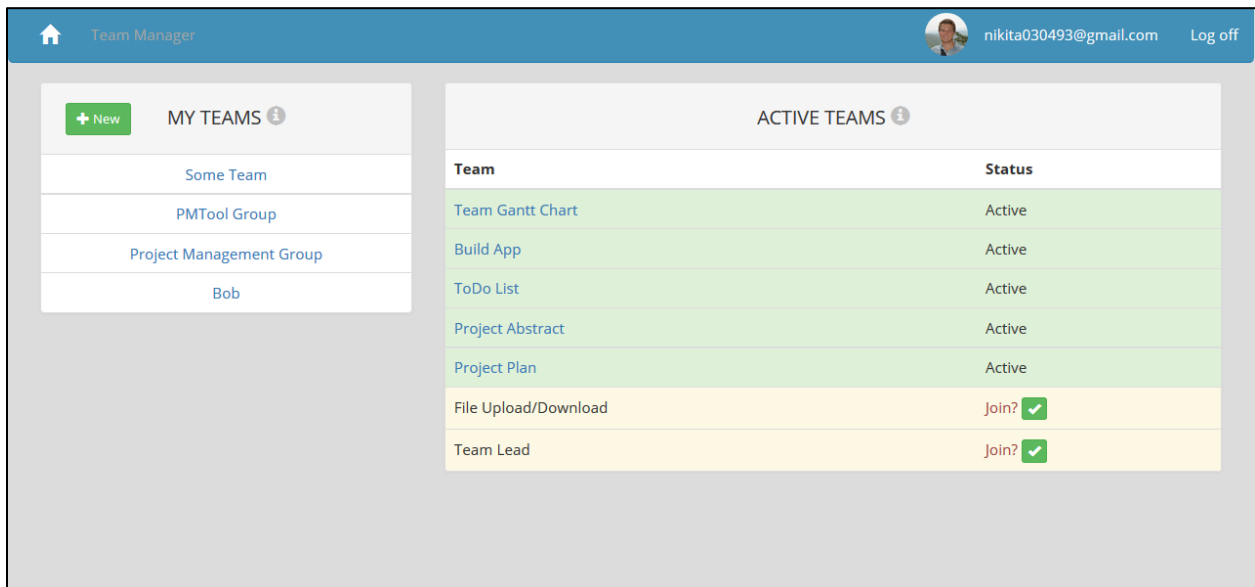 Team Manager nikita030493@gmail.com Log off
New MY TEAMS
Some Team
PMTool Group
Project Management Group
Bob
ACTIVE TEAMS
Team Status
Team Gantt Chart Active
Build App Active
ToDo List Active
Project Abstract Active
Project Plan Active
File Upload/Download Join?
Team Lead Join?